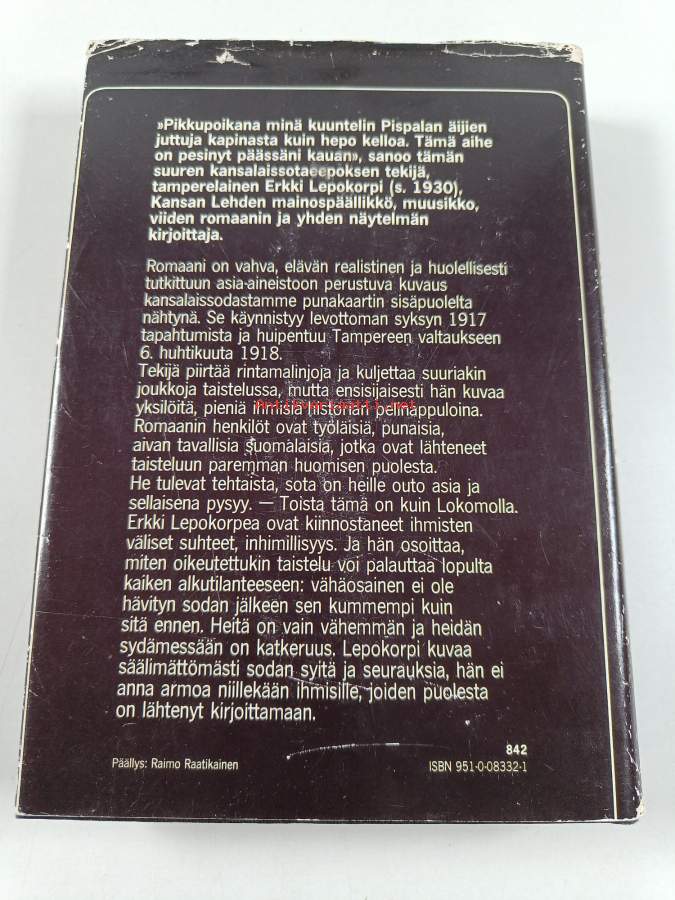 »Pikkupoikana minä kuuntelin Pispalan äijien
juttuja kapinasta kuin hepo kelloa. Tämä aihe
on pesinyt päässäni kauan», sanoo tämän
suuren kansalaissotaeepoksen tekijä,
tamperelainen Erkki Lepokorpi (s. 1930),
Kansan Lehden mainospäällikkö, muusikko,
viiden romaanin ja yhden näytelmän
kirjoittaja.
Romaani on vahva, elävän realistinen ja huolellisesti
tutkittuun asia-aineistoon perustuva kuvaus
kansalaissodastamme punakaartin sisäpuolelta
nähtynä. Se käynnistyy levottoman syksyn 1917
tapahtumista ja huipentuu Tampereen valtaukseen
6. huhtikuuta 1918.
Tekijä piirtää rintamalinjoja ja kuljettaa suuriakin
joukkoja taistelussa, mutta ensisijaisesti hän kuvaa
yksilöitä, pieniä ihmisiä historian pelinappuloina.
Romaanin henkilöt ovat työläisiä, punaisia,
aivan tavallisia suomalaisia, jotka ovat lähteneet
taisteluun paremman huomisen puolesta.
He tulevat tehtaista, sota on heille outo asia ja
sellaisena pysyy. — Toista tämä on kuin Lokomolla.
Erkki Lepokorpea ovat kiinnostaneet ihmisten
väliset suhteet, inhimillisyys. Ja hän osoittaa,
miten oikeutettukin taistelu voi palauttaa lopulta
kaiken alkutilanteeseen: vähäosainen ei ole
hävityn sodan jälkeen sen kummempi kuin
sitä ennen. Heitä on vain vähemmän ja heidän
sydämessään on katkeruus. Lepokorpi kuvaa
säälimättömästi sodan syitä ja seurauksia, hän ei
anna armoa niillekään ihmisille, joiden puolesta
on lähtenyt kirjoittamaan.
842
Päällys: Raimo Raatikainen
ISBN 951-0-08332-1